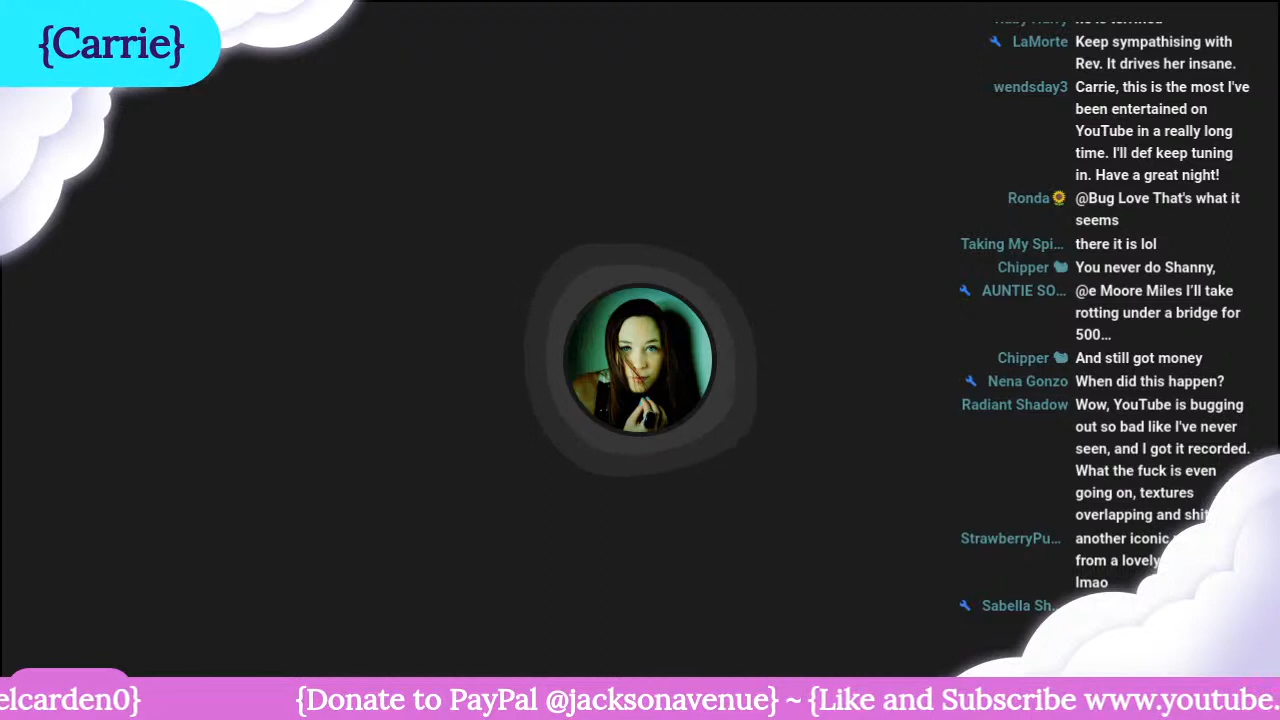 {Carrie}
LaMorte Keep sympathising with
Rev. It drives her insane.
wendsday3 Carrie, this is the most I've
been entertained on
YouTube in a really long
time. I'll def keep tuning
in. Have a great night!
Ronda🌻 @Bug Love That's what it
seems
Taking My Spi... there it is lol
Chipper 🐿 You never do Shanny,
AUNTIE SO... @e Moore Miles I'll take
rotting under a bridge for
500...
Chipper 🐿 And still got money
Nena Gonzo When did this happen?
Radiant Shadow Wow, YouTube is bugging
out so bad like I've never
seen, and I got it recorded.
What the fuck is even
going on, textures
overlapping and shit
StrawberryPu... another iconic
from a lovely
lmao
Sabella Sh...
elcarden0} {Donate to PayPal @jacksonavenue} ~ {Like and Subscribe www.youtube.